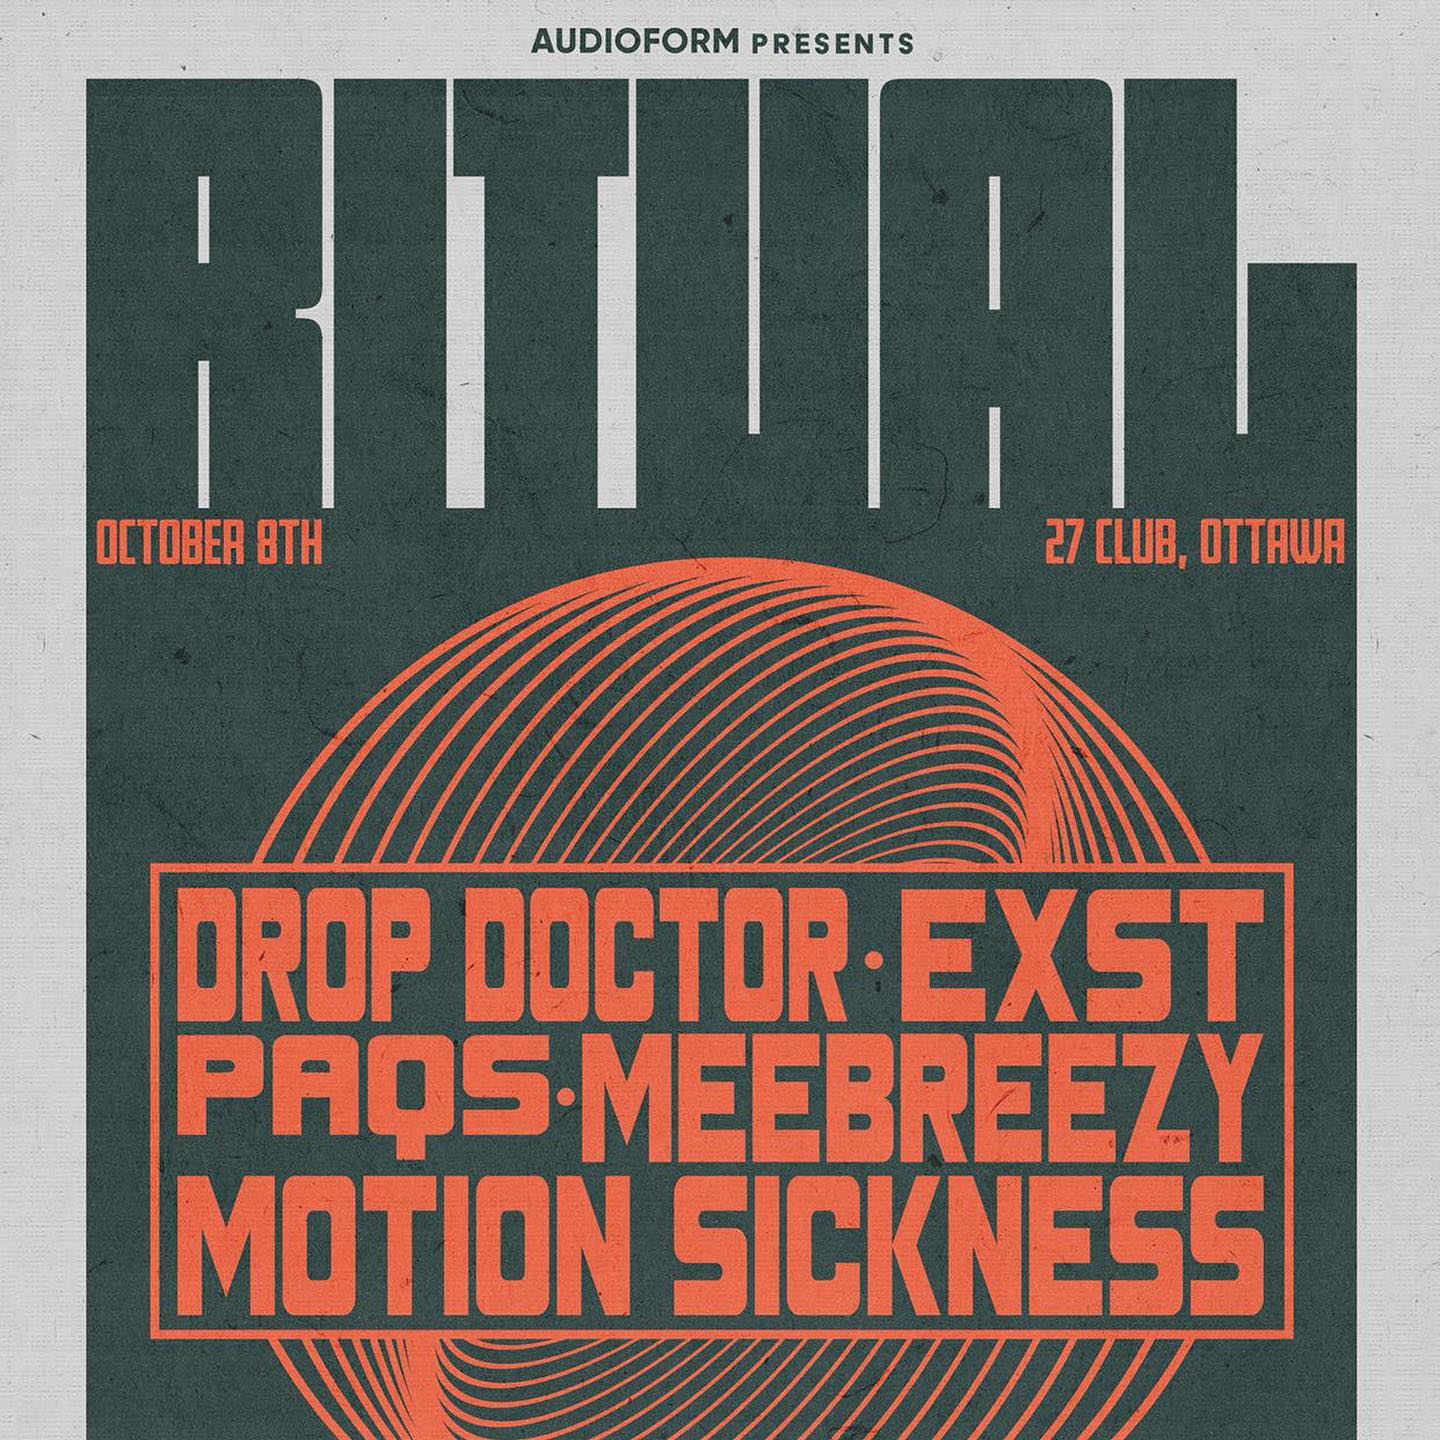 AUDIOFORM PRESENTS
RITUAL
OCTOBER 8TH
27 CLUB, OTTAWA
DROP DOCTOR · EXST
PAQS · MEEBREEZY
MOTION SICKNESS